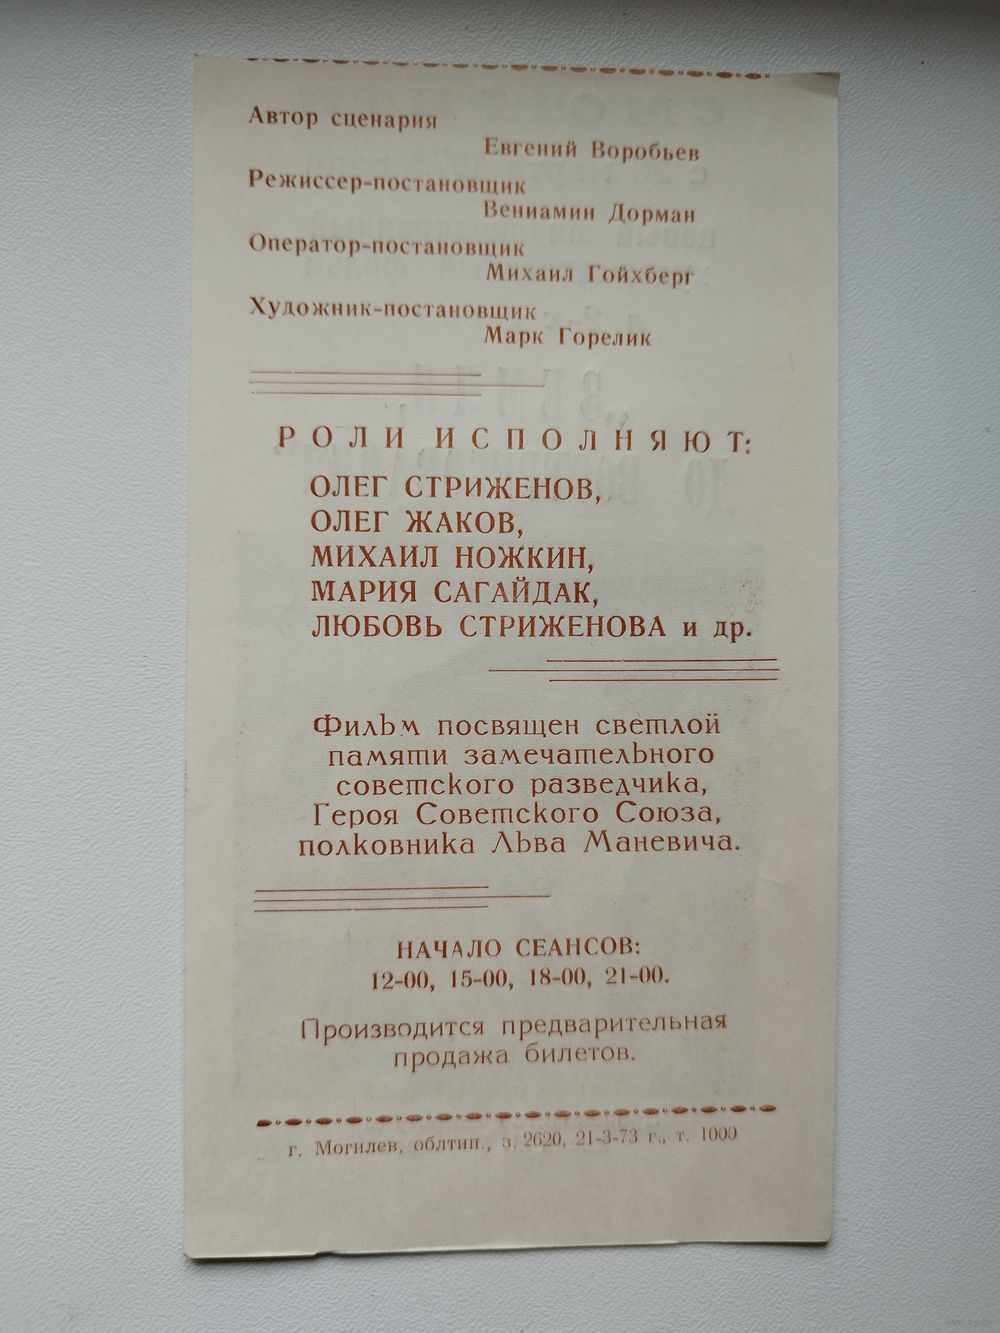 Автор сценария
Евгений Воробьев
Режиссер-постановщик
Вениамин Дорман
Оператор-постановщик
Михаил Гойхберг
Художник-постановщик
Марк Горелик
РОЛИ ИСПОЛНЯЮТ:
ОЛЕГ СТРИЖЕНОВ,
ОЛЕГ ЖАКОВ,
МИХАИЛ НОЖКИН,
МАРИЯ САГАЙДАК,
ЛЮБОВЬ СТРИЖЕНОВА и др.
Фильм посвящен светлой
памяти замечательного
советского разведчика,
Героя Советского Союза,
полковника Льва Маневича.
НАЧАЛО СЕАНСОВ:
12-00, 15-00, 18-00, 21-00.
Производится предварительная
продажа билетов.
г. Могилев, облтип., з. 2620, 21-3-73 г., т. 1000
www.ay.by